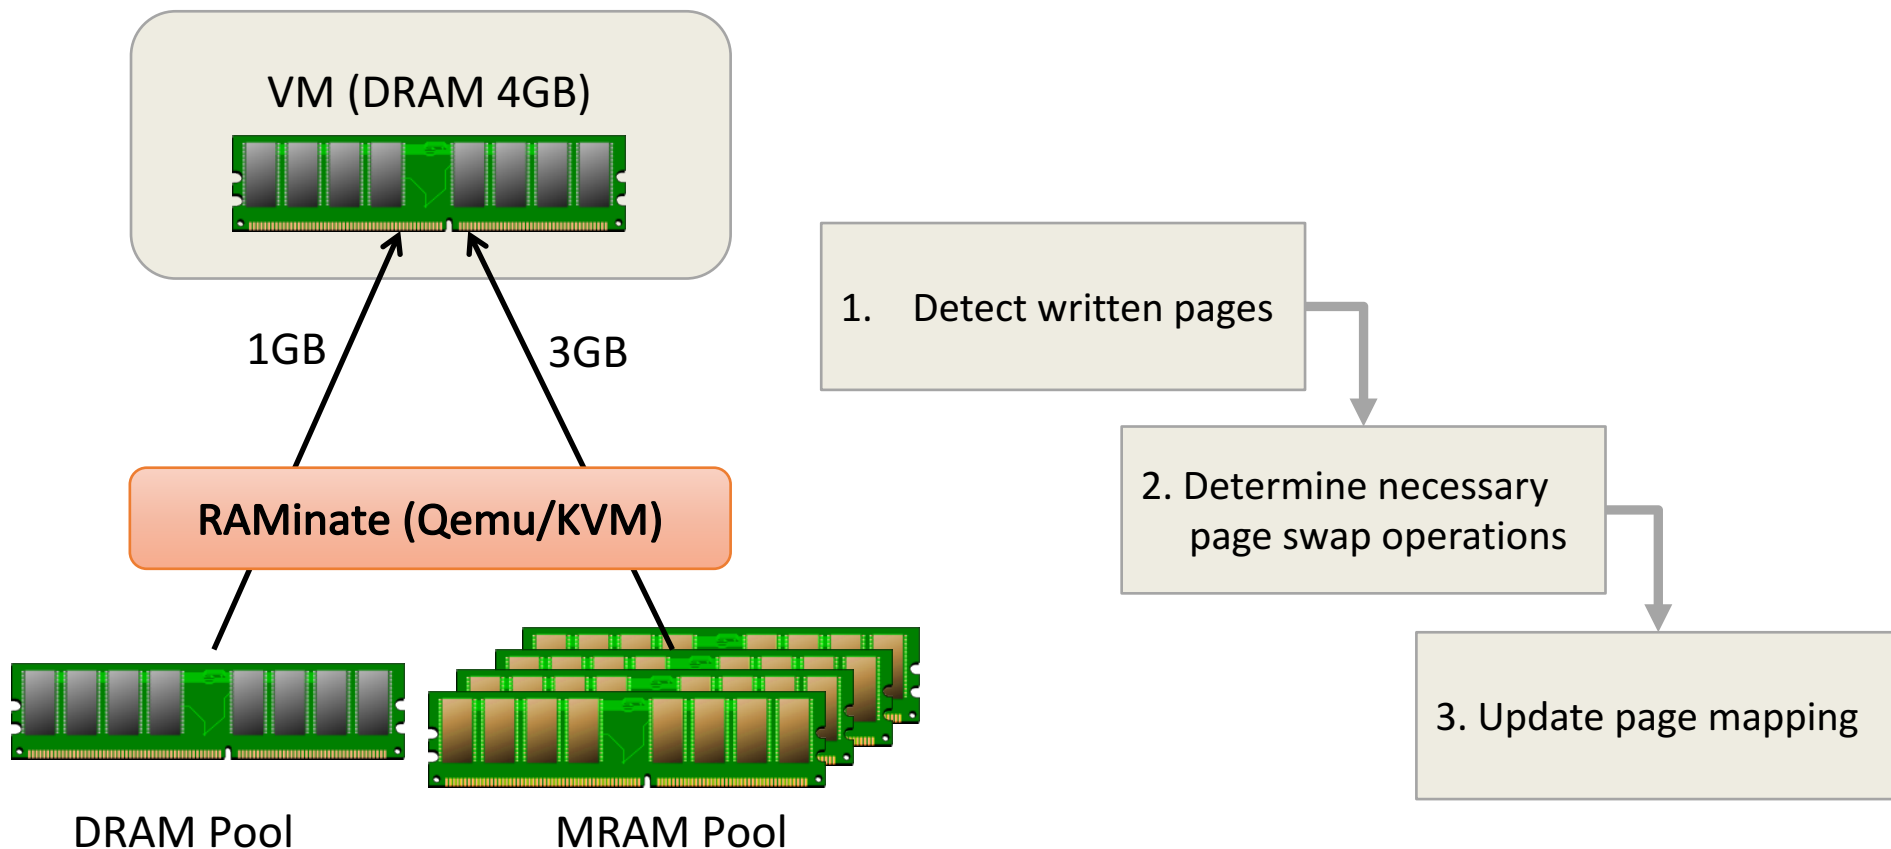 VM (DRAM 4GB)
1GB
3GB
RAMinate (Qemu/KVM)
DRAM Pool
MRAM Pool
1. Detect written pages
2. Determine necessary
page swap operations
3. Update page mapping